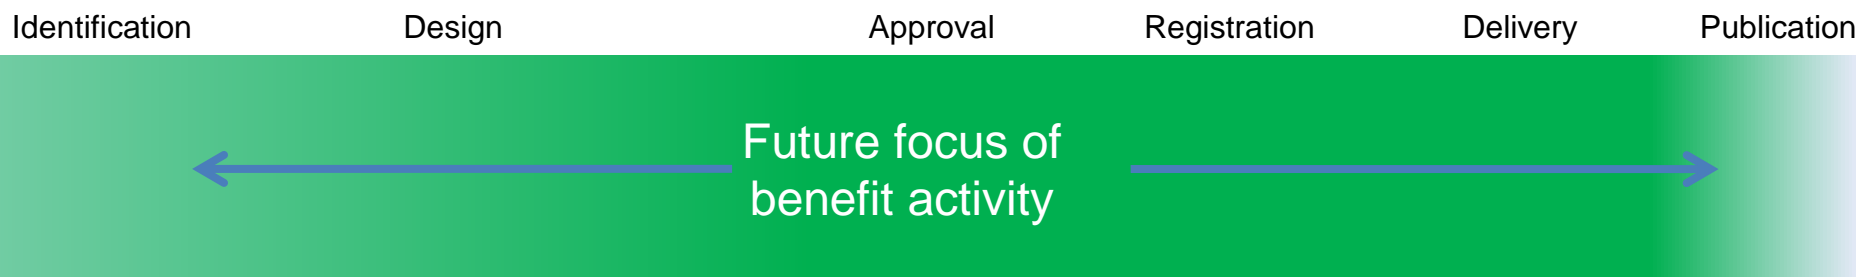 Identification Design Approval Registration Delivery Publication
Future focus of
benefit activity